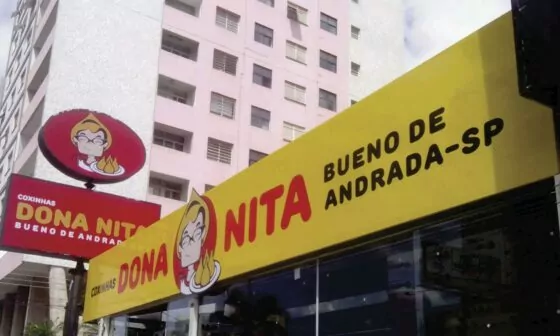 COXINHAS
DONA NITA
BUENO DE ANDRADA
COXINHAS DONA NITA
BUENO DE
ANDRADA-SP